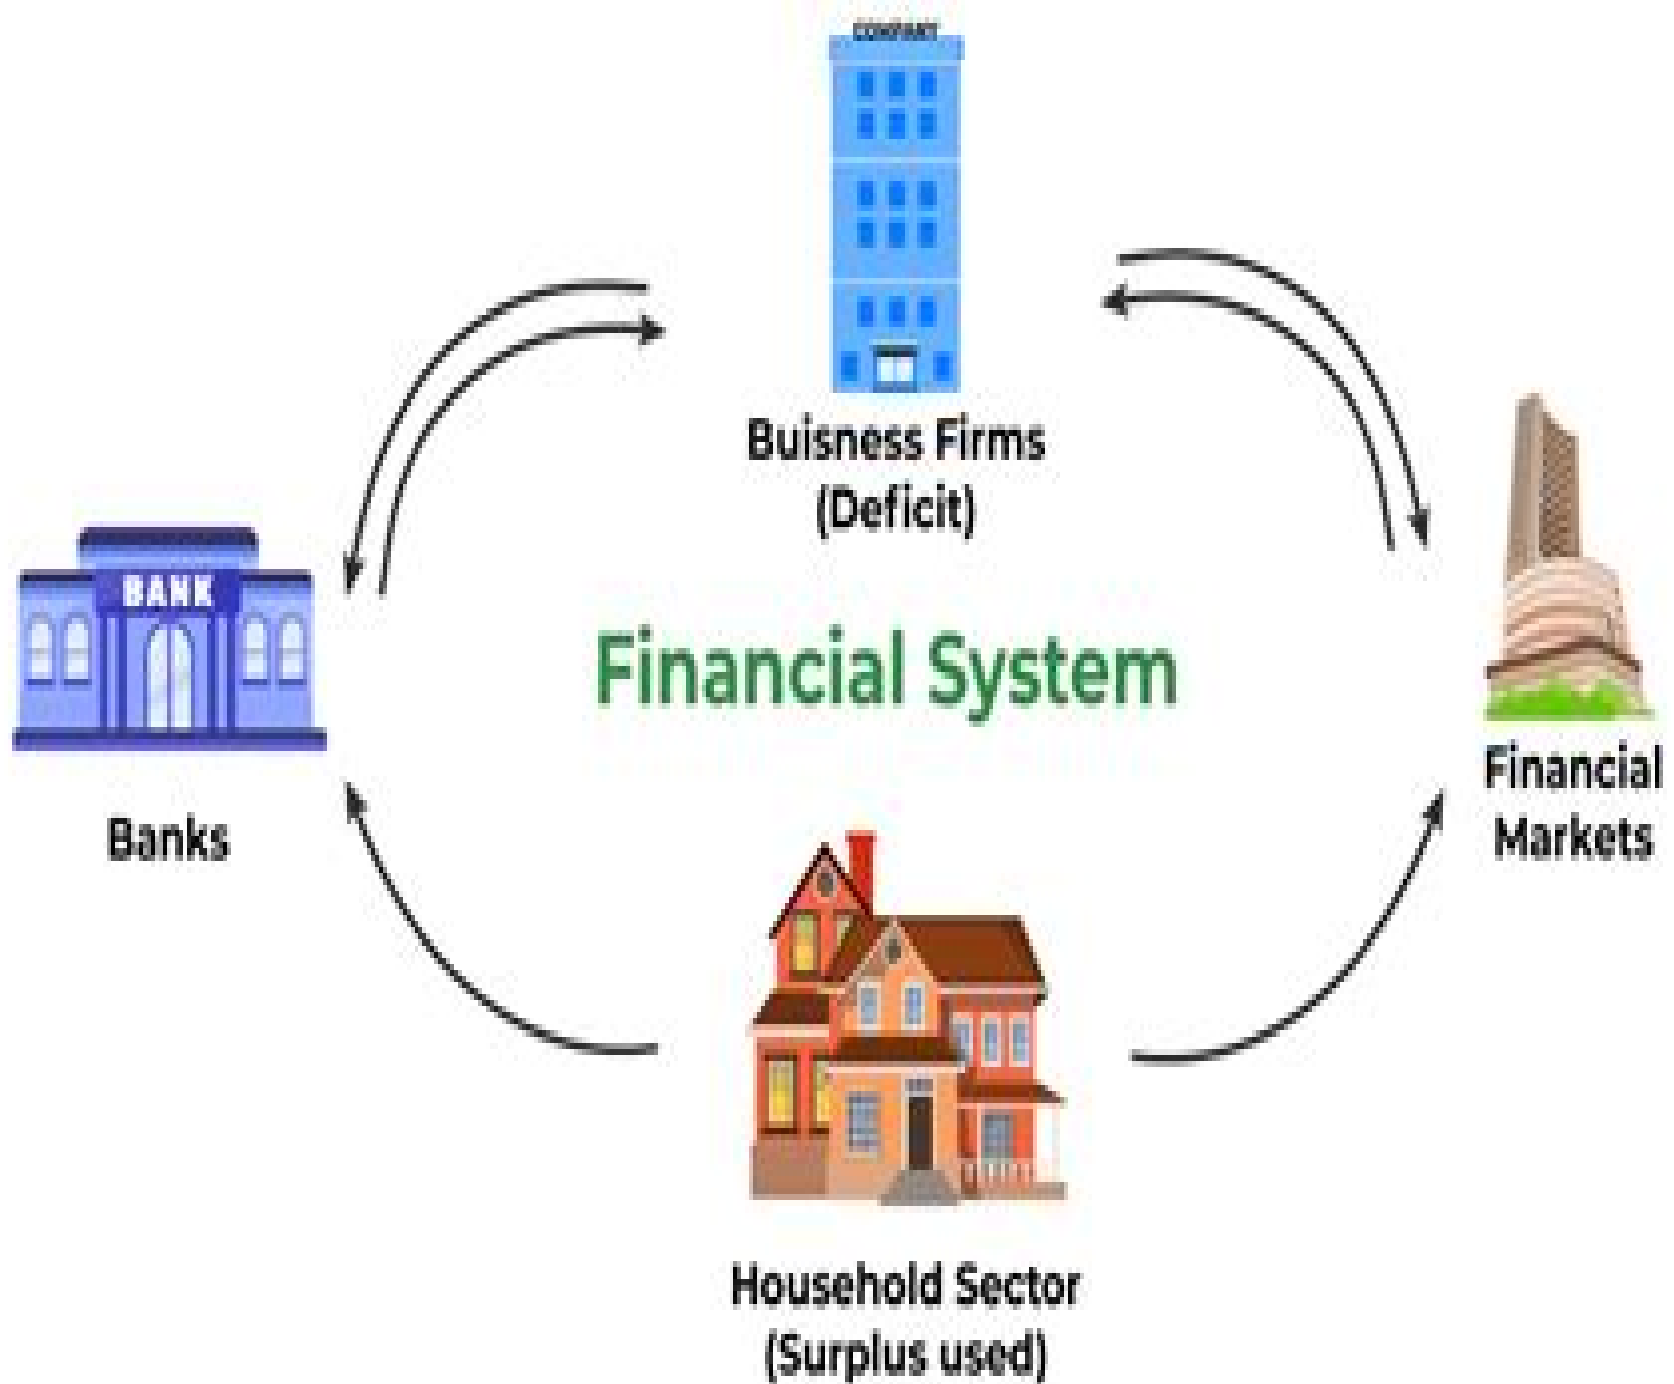 COMPANY
Buisness Firms
(Deficit)
BANK
Financial System
Financial
Markets
Banks
Household Sector
(Surplus used)